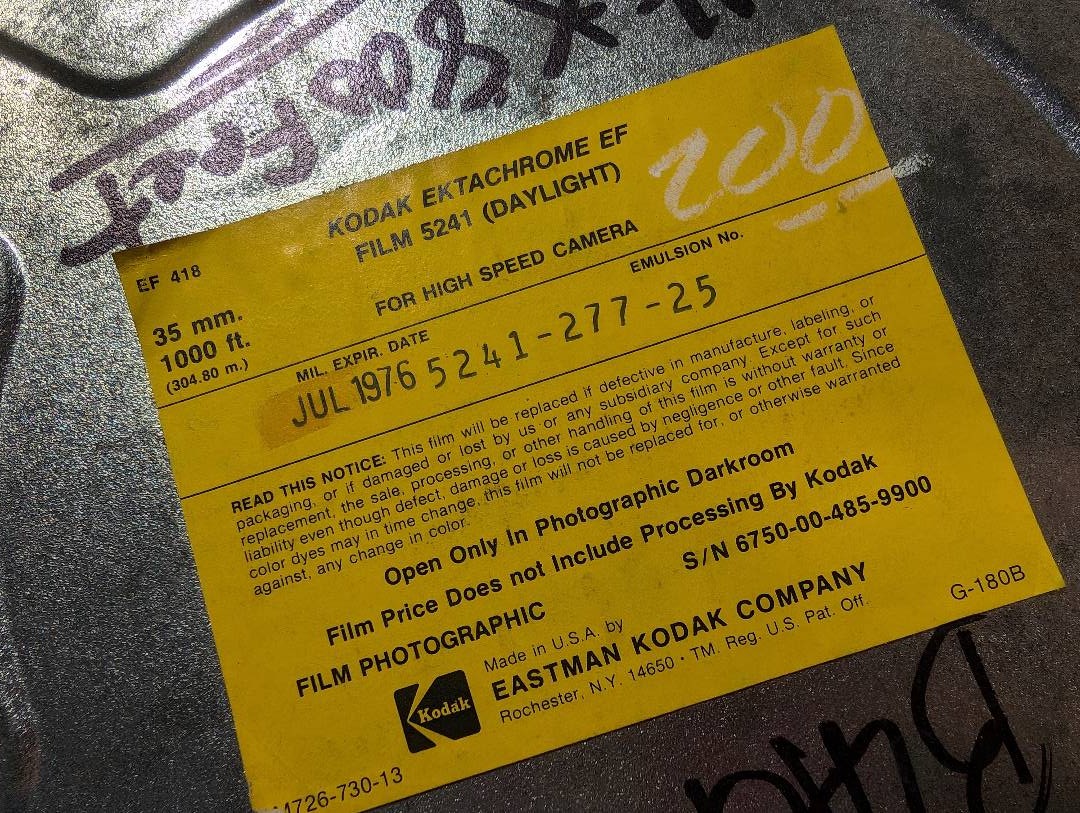 800 FEET
KODAK EKTACHROME EF
FILM 5241 (DAYLIGHT)
200
EF 418
FOR HIGH SPEED CAMERA
35 mm.
1000 ft.
(304.80 m.)
MIL. EXPIR. DATE
EMULSION No.
JUL 1976 5241-277-25
READ THIS NOTICE: This film will be replaced if defective in manufacture, labeling, or
packaging, or if damaged or lost by us or any subsidiary company. Except for such
replacement, the sale, processing, or other handling of this film is without warranty or
liability even though defect, damage or loss is caused by negligence or other fault. Since
color dyes may in time change, this film will not be replaced for, or otherwise warranted
against, any change in color.
Open Only In Photographic Darkroom
Film Price Does not Include Processing By Kodak
S/N 6750-00-485-9900
FILM PHOTOGRAPHIC
Made in U.S.A. by
EASTMAN KODAK COMPANY
Rochester, N.Y. 14650 • TM. Reg. U.S. Pat. Off.
Kodak
G-180B
4726-730-13